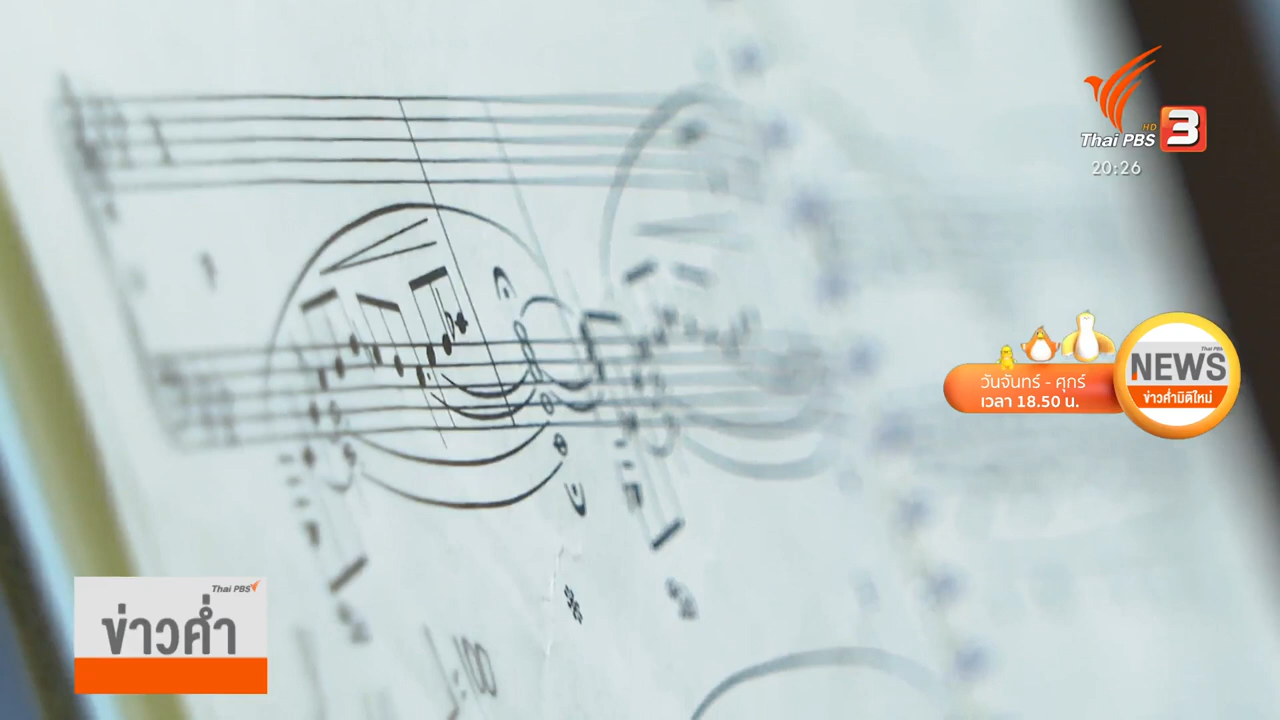 Thai PBS HD 3
20:26
วันจันทร์ - ศุกร์
เวลา 18.50 น.
Thai PBS
NEWS
ข่าวค่ำมิติใหม่
Thai PBS
ข่าวค่ำ
100